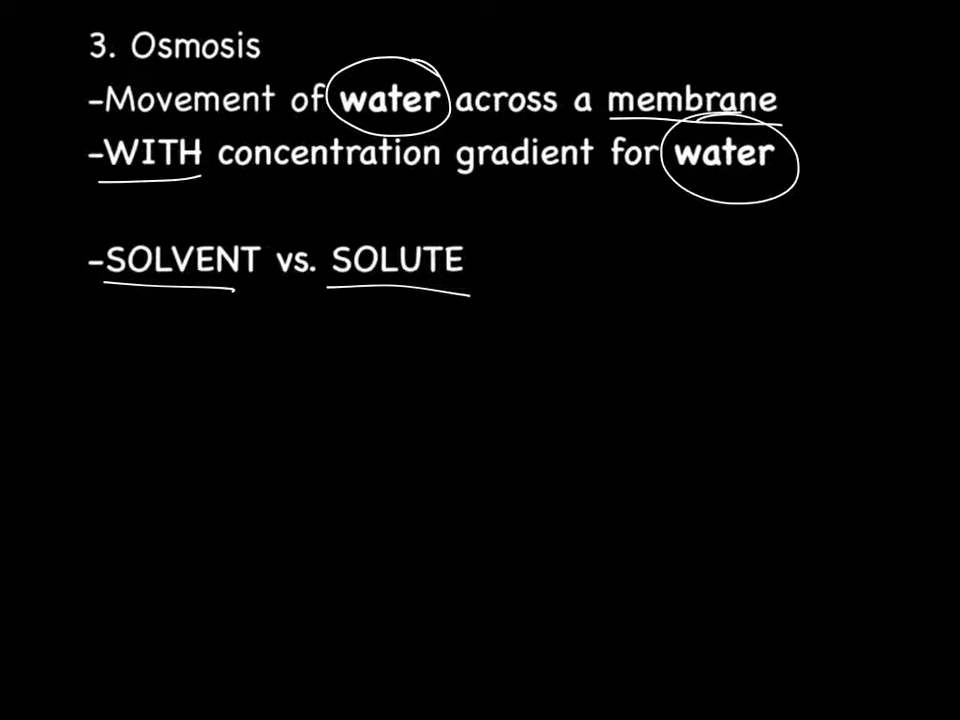 3. Osmosis
-Movement of water across a membrane
-WITH concentration gradient for water
-SOLVENT vs. SOLUTE